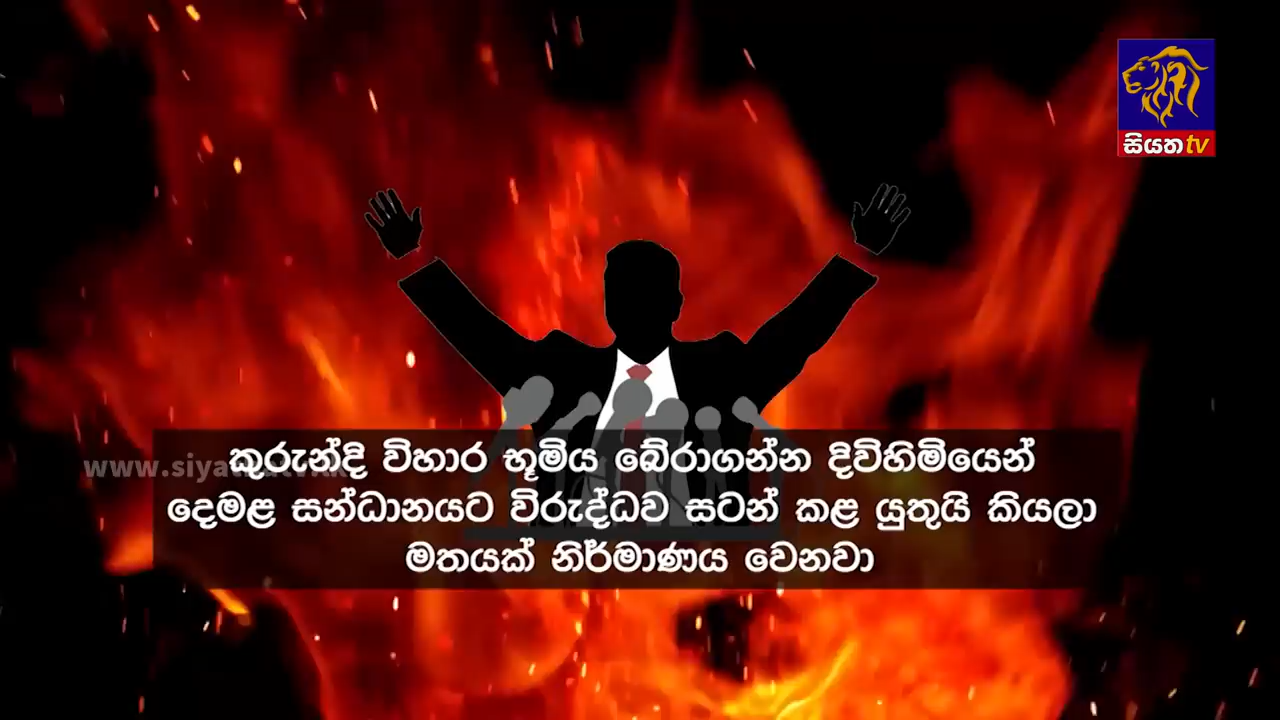 සියත tv
කුරුන්දි විහාර භූමිය බේරාගන්න දිවිහිමියෙන්
දෙමළ සන්ධානයට විරුද්ධව සටන් කළ යුතුයි කියලා
මතයක් නිර්මාණය වෙනවා